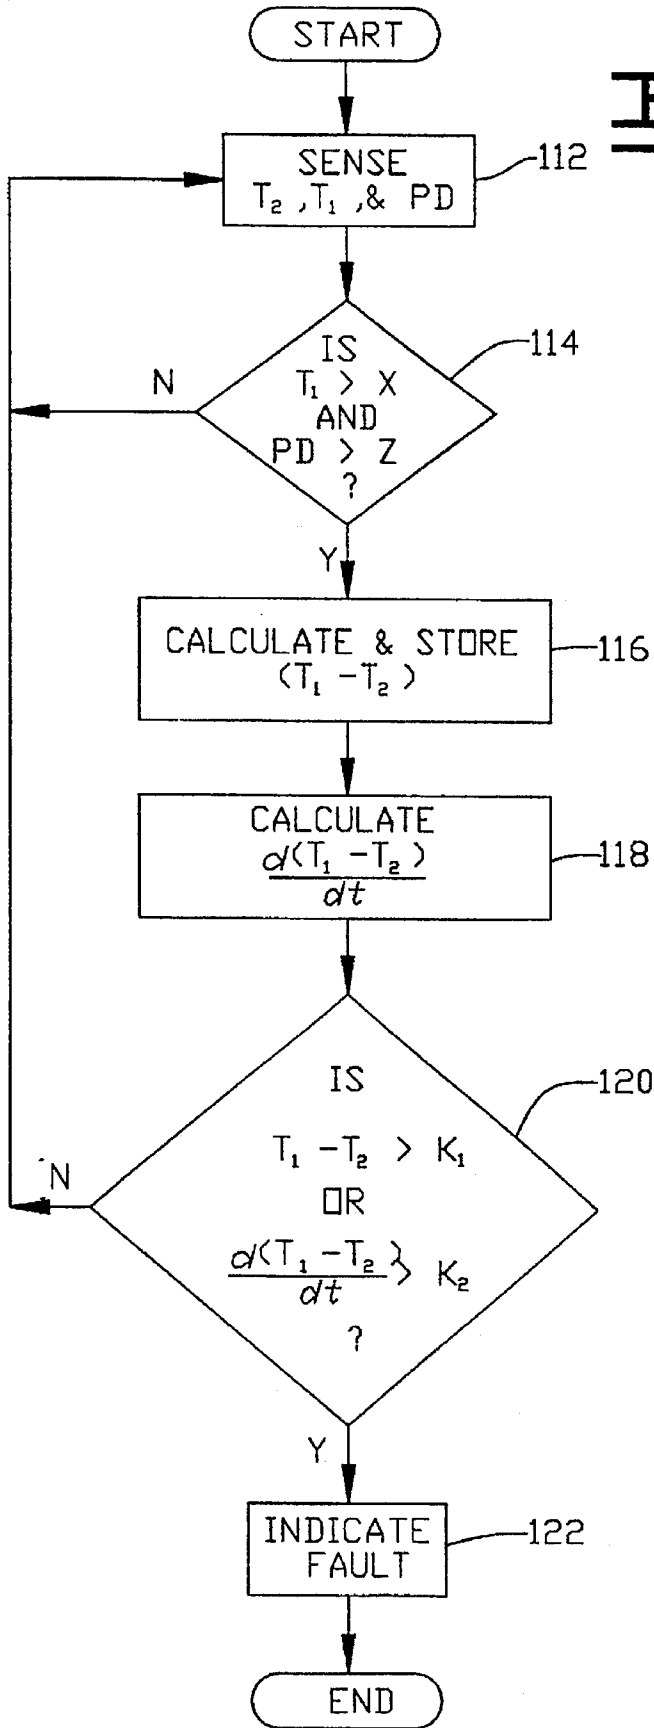 START
SENSE
T₂ ,T₁ ,& PD
112
IS
T₁ > X
AND
PD > Z
?
114
N
Y
CALCULATE & STORE
(T₁ -T₂)
116
CALCULATE
d(T₁ -T₂)
dt
118
IS
T₁ -T₂ > K₁
OR
d(T₁ -T₂)
dt > K₂
?
120
N
Y
INDICATE
FAULT
122
END